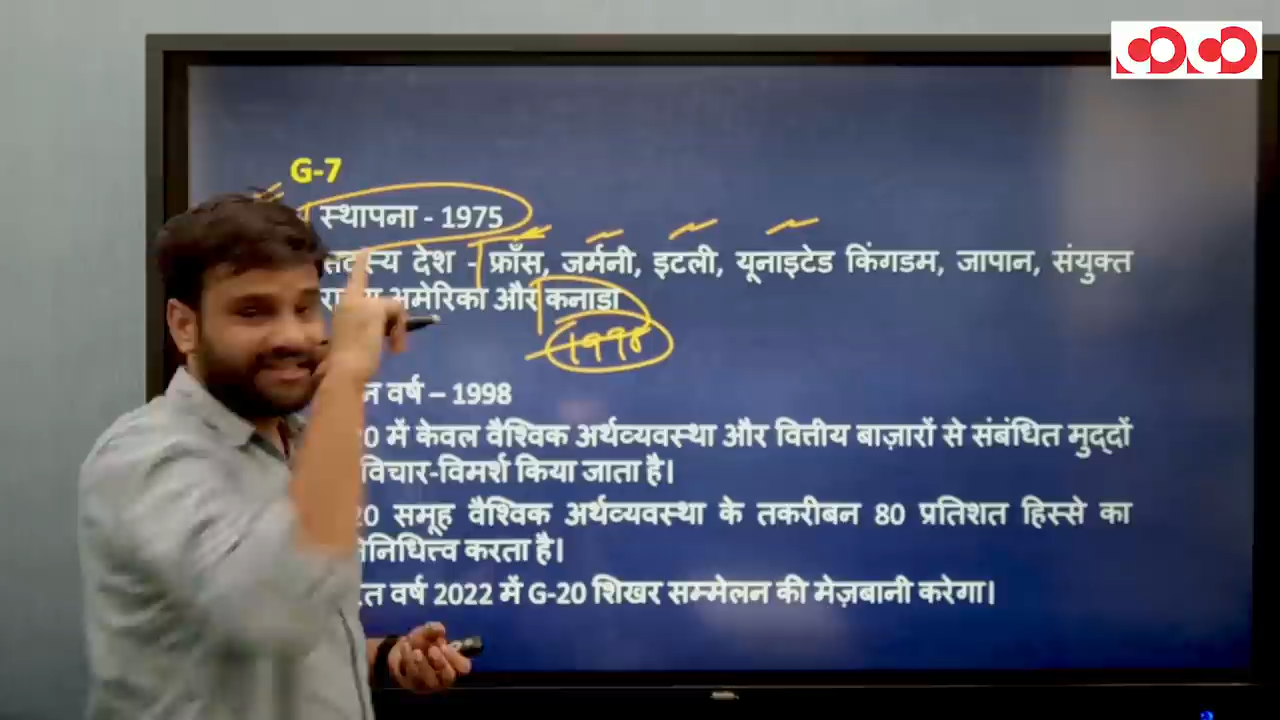 G-7
स्थापना - 1975
देश - फ्राँस, जर्मनी, इटली, यूनाइटेड किंगडम, जापान, संयुक्त
अमेरिका और कनाडा
1998
वर्ष – 1998
में केवल वैश्विक अर्थव्यवस्था और वित्तीय बाज़ारों से संबंधित मुद्दों
विचार-विमर्श किया जाता है।
समूह वैश्विक अर्थव्यवस्था के तकरीबन 80 प्रतिशत हिस्से का
करता है।
वर्ष 2022 में G-20 शिखर सम्मेलन की मेज़बानी करेगा।